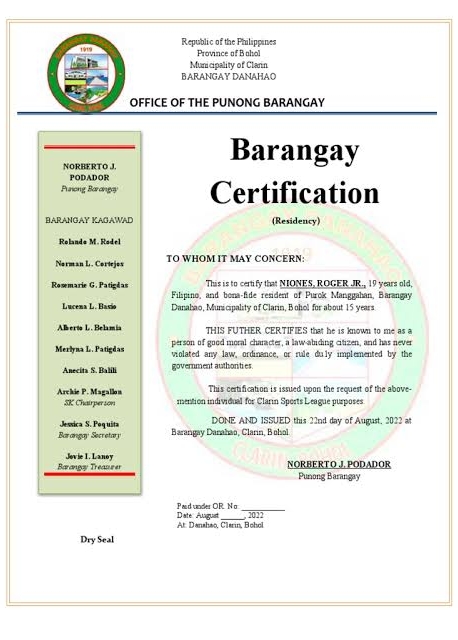 Republic of the Philippines
Province of Bohol
Municipality of Clarin
BARANGAY DANAHAO
1919
OFFICE OF THE PUNONG BARANGAY
NORBERTO J.
PODADOR
Punong Barangay
BARANGAY KAGAWAD
Rolando M. Rodel
Norman L. Cortejos
Rosemarie G. Patigdas
Lucena L. Basio
Alberto L. Belamia
Merlyna L. Patigdas
Anecita S. Balili
Archie P. Magallon
SK Chairperson
Jessica S. Poquita
Barangay Secretary
Jovie I. Lanoy
Barangay Treasurer
Dry Seal
Barangay
Certification
(Residency)
TO WHOM IT MAY CONCERN:
This is to certify that NIONES, ROGER JR., 19 years old,
Filipino, and bona-fide resident of Purok Manggahan, Barangay
Danahao, Municipality of Clarin, Bohol for about 15 years.
THIS FUTHER CERTIFIES that he is known to me as a
person of good moral character, a law-abiding citizen, and has never
violated any law, ordinance, or rule duly implemented by the
government authorities.
This certification is issued upon the request of the above-
mention individual for Clarin Sports League purposes.
DONE AND ISSUED this 22nd day of August, 2022 at
Barangay Danahao, Clarin, Bohol.
NORBERTO J. PODADOR
Punong Barangay
Paid under OR. No: ____________
Date: August ______, 2022
At: Danahao, Clarin, Bohol
1919
CLARIN, BOHOL